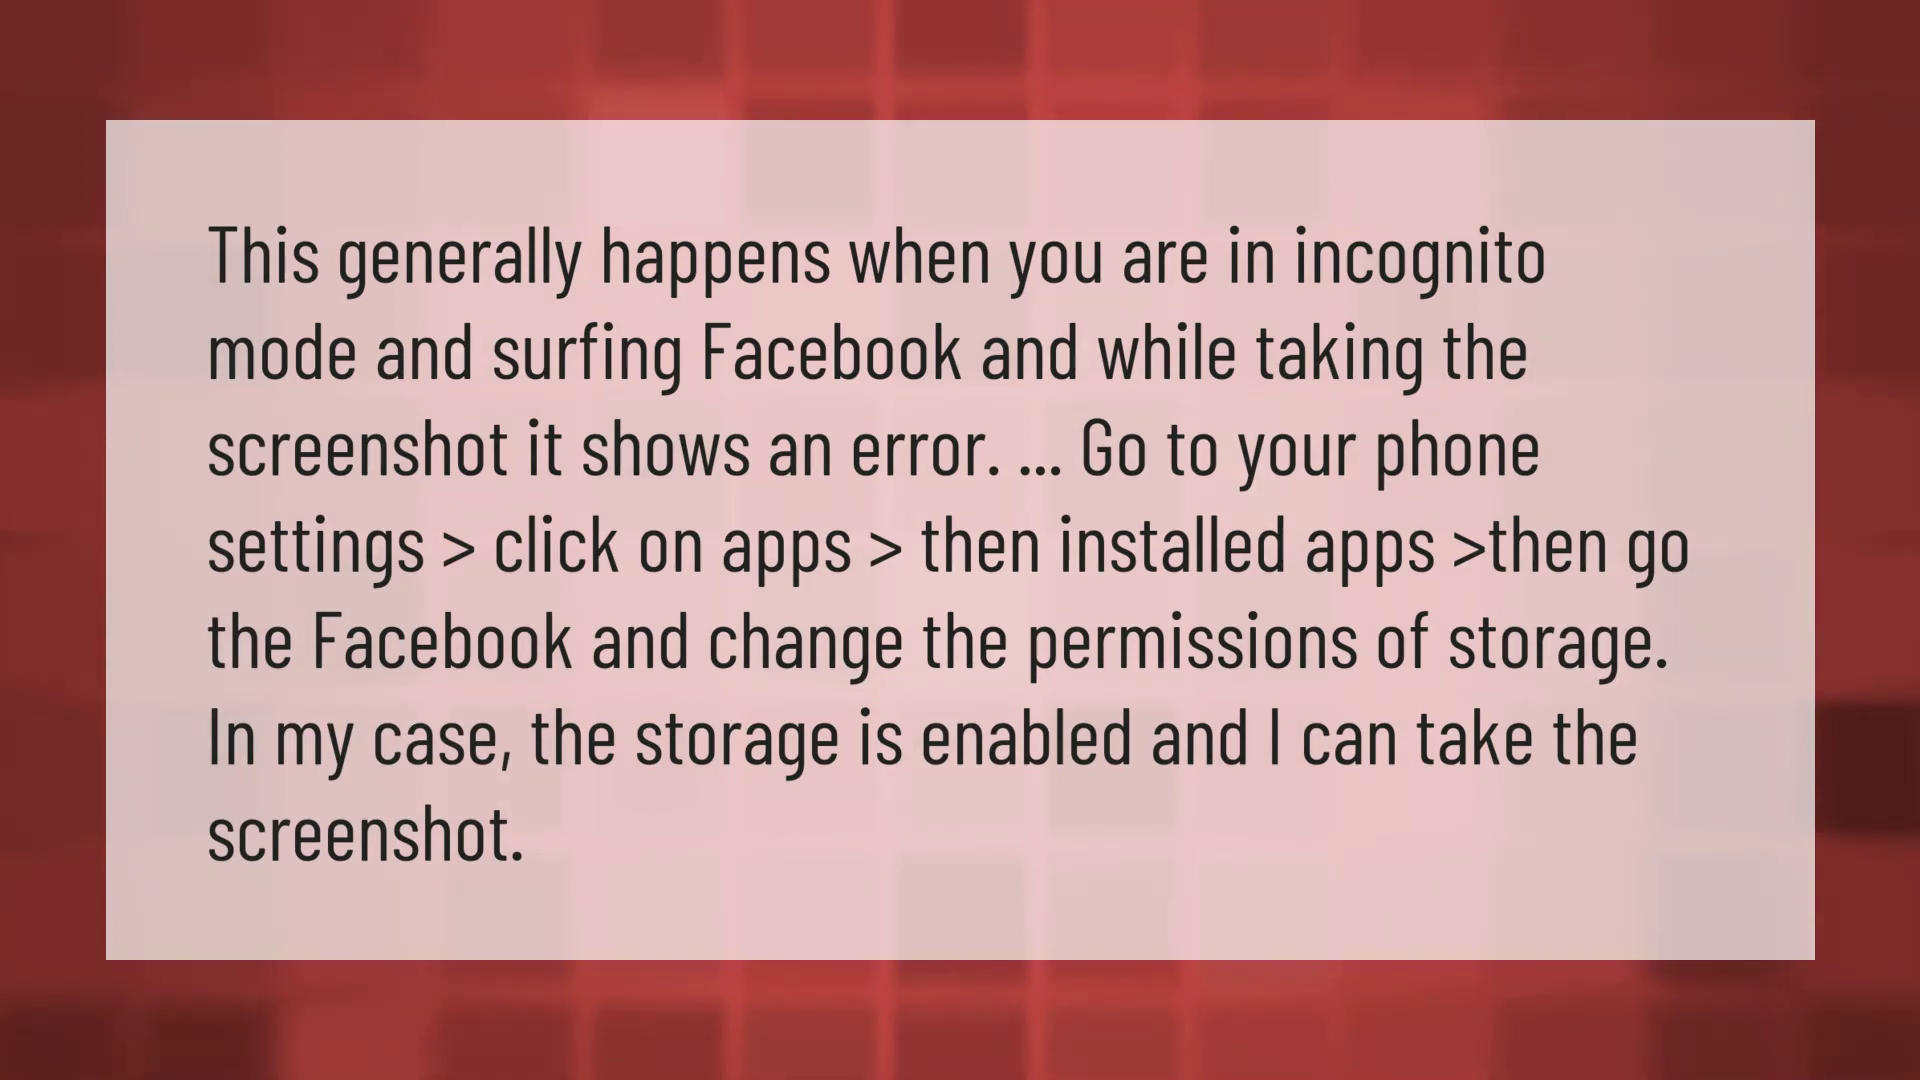 This generally happens when you are in incognito
mode and surfing Facebook and while taking the
screenshot it shows an error. ... Go to your phone
settings > click on apps > then installed apps >then go
the Facebook and change the permissions of storage.
In my case, the storage is enabled and I can take the
screenshot.